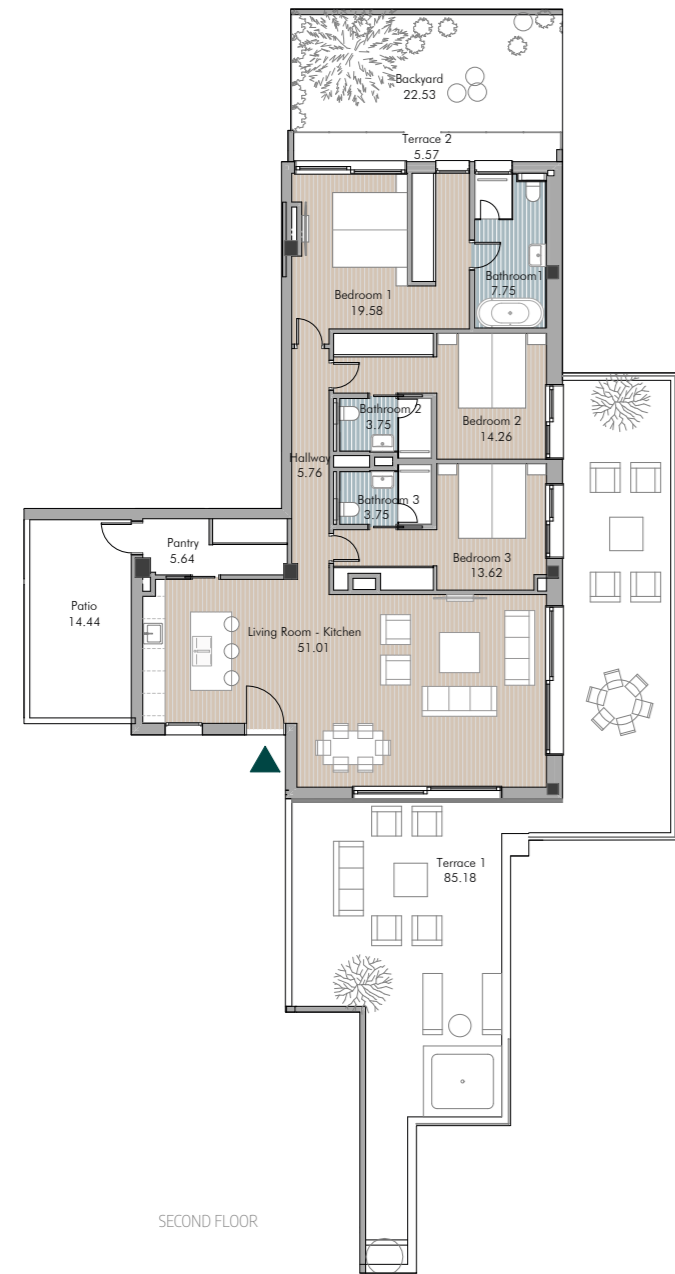 Backyard
22.53
Terrace 2
5.57
Bedroom 1
19.58
Bathroom1
7.75
Bathroom 2
3.75
Bedroom 2
14.26
Hallway
5.76
Bathroom 3
3.75
Pantry
5.64
Bedroom 3
13.62
Patio
14.44
Living Room - Kitchen
51.01
Terrace 1
85.18
SECOND FLOOR